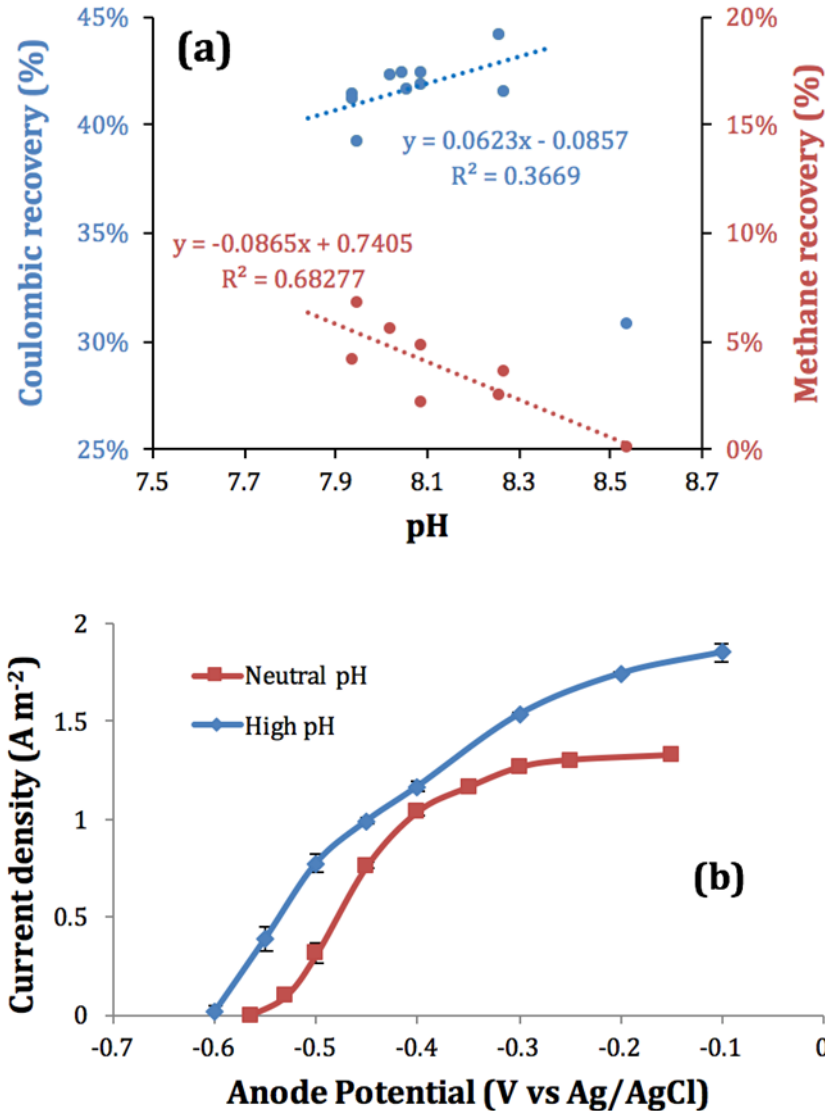 (a)
Coulombic recovery (%)
45%
40%
35%
30%
25%
Methane recovery (%)
20%
15%
10%
5%
0%
y = 0.0623x - 0.0857
R² = 0.3669
y = -0.0865x + 0.7405
R² = 0.68277
7.5 7.7 7.9 8.1 8.3 8.5 8.7
pH
Current density (A m⁻²)
2
1.5
1
0.5
0
Neutral pH
High pH
(b)
-0.7 -0.6 -0.5 -0.4 -0.3 -0.2 -0.1 0
Anode Potential (V vs Ag/AgCl)